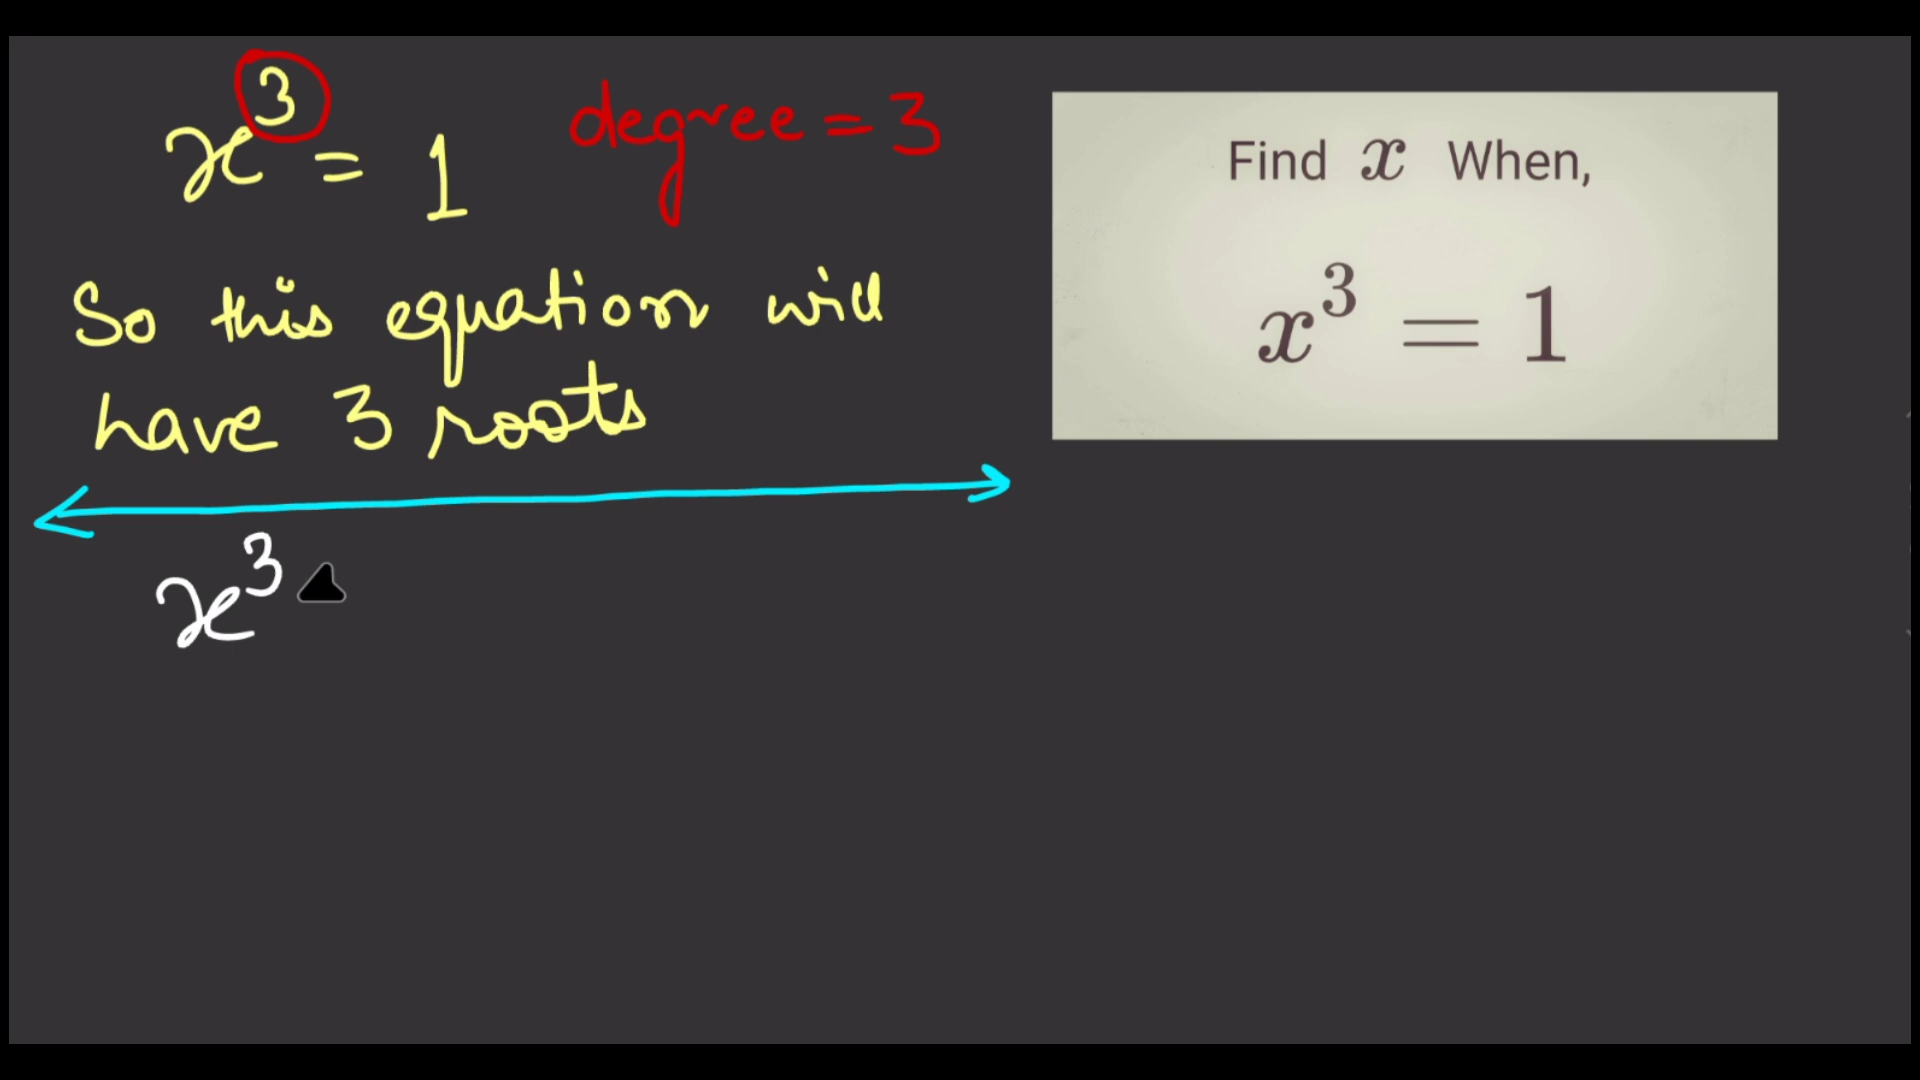 x³ = 1 degree = 3
So this equation will
have 3 roots
x³
Find x When,
x³ = 1